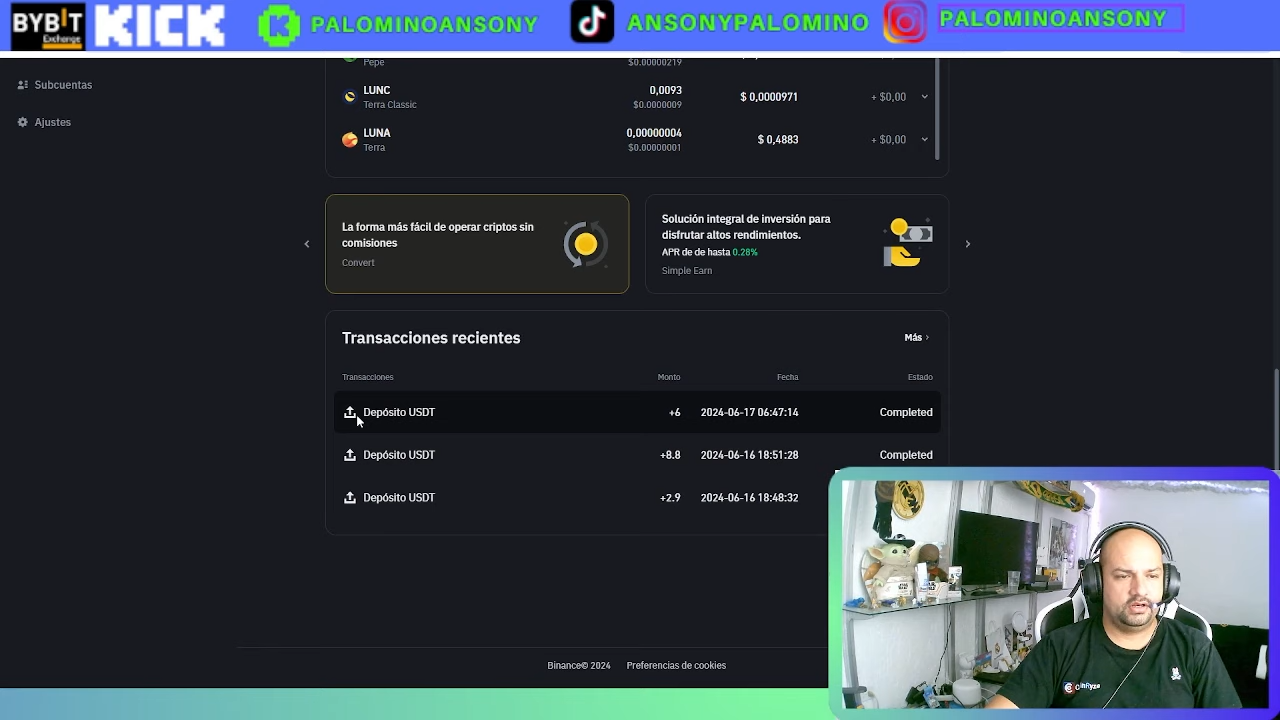 BYBIT
Exchange
KICK
PALOMINOANSONY
ANSONYPALOMINO
PALOMINOANSONY
Subcuentas
Ajustes
Pepe $0.00000219
LUNC 0,0093 $ 0,0000971 + $0,00
Terra Classic $0.0000009
LUNA 0,00000004 $ 0,4883 + $0,00
Terra $0.00000001
La forma más fácil de operar criptos sin
comisiones
Convert
Solución integral de inversión para
disfrutar altos rendimientos.
APR de de hasta 0.28%
Simple Earn
Transacciones recientes Más
Transacciones Monto Fecha Estado
Depósito USDT +6 2024-06-17 06:47:14 Completed
Depósito USDT +8.8 2024-06-16 18:51:28 Completed
Depósito USDT +2.9 2024-06-16 18:48:32
Binance© 2024 Preferencias de cookies
CoinRyze